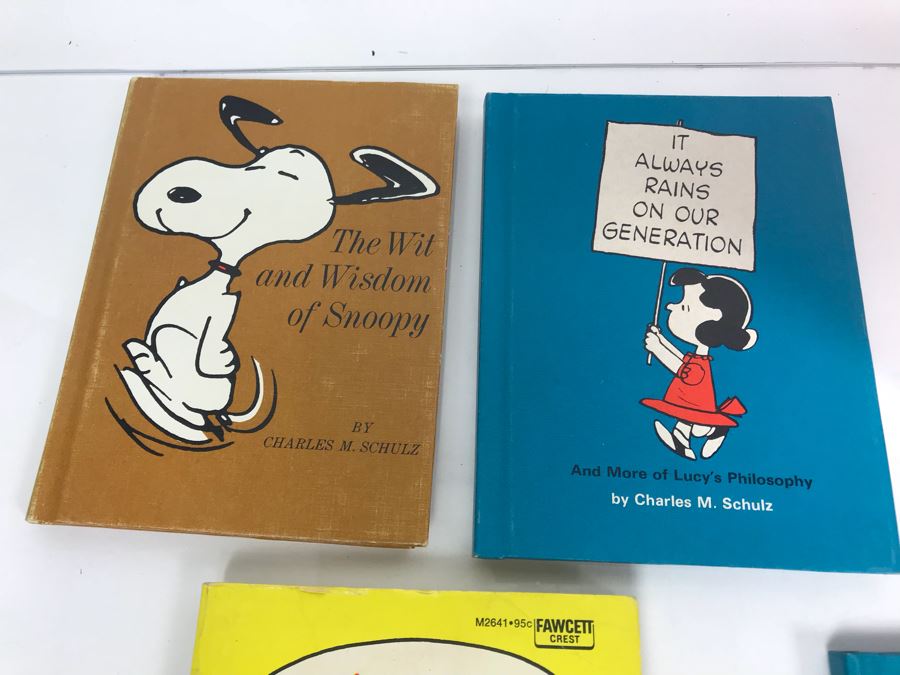 The Wit
and Wisdom
of Snoopy
BY
CHARLES M. SCHULZ
IT
ALWAYS
RAINS
ON OUR
GENERATION
And More of Lucy's Philosophy
by Charles M. Schulz
M2641•95c FAWCETT
CREST